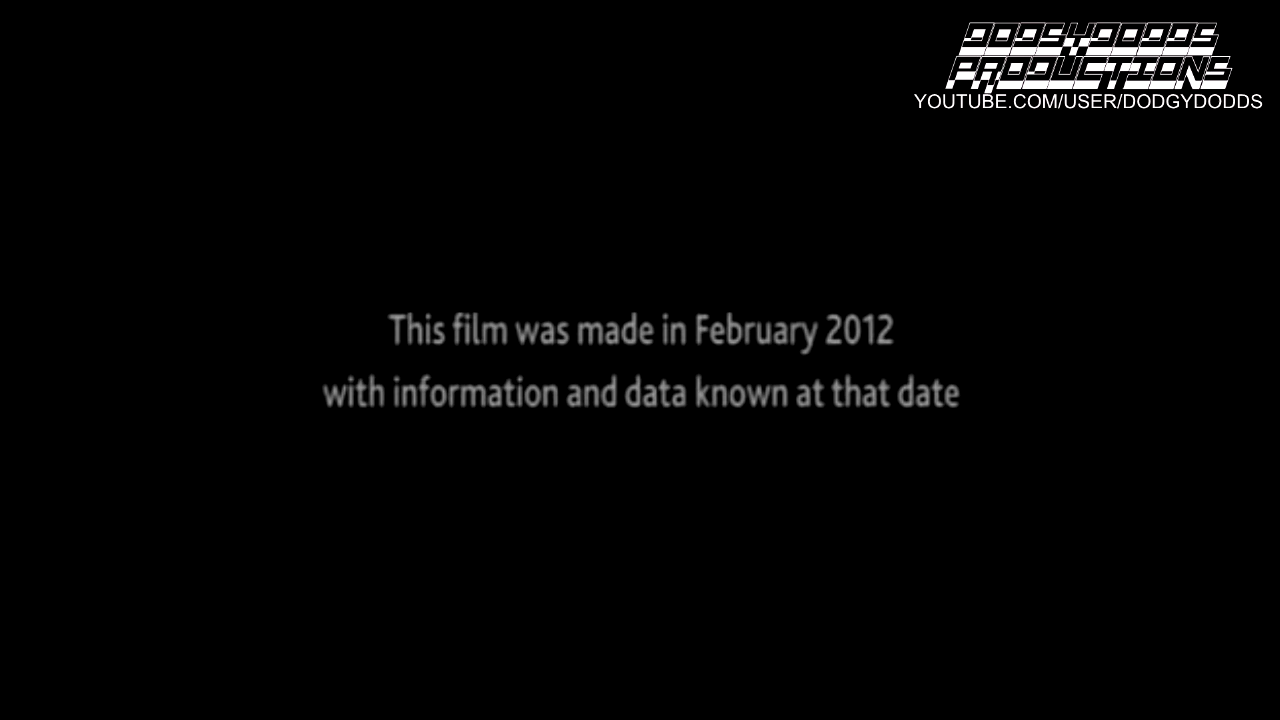 DODGYDODDS
PRODUCTIONS
YOUTUBE.COM/USER/DODGYDODDS
This film was made in February 2012
with information and data known at that date